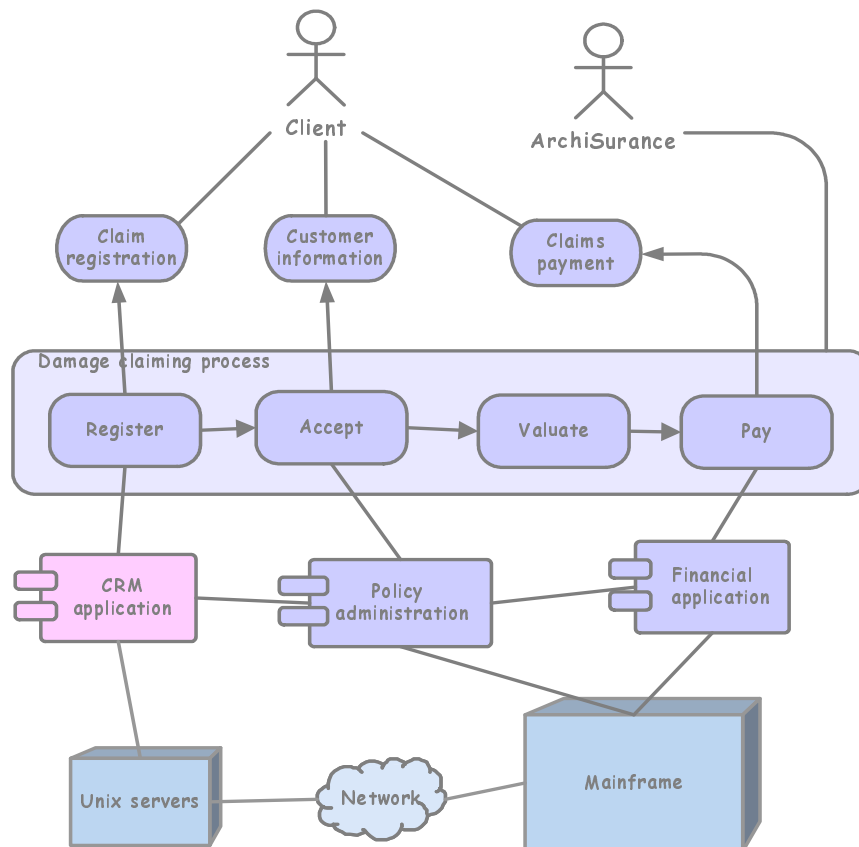 Client
ArchiSurance
Claim
registration
Customer
information
Claims
payment
Damage claiming process
Register
Accept
Valuate
Pay
CRM
application
Policy
administration
Financial
application
Unix servers
Network
Mainframe